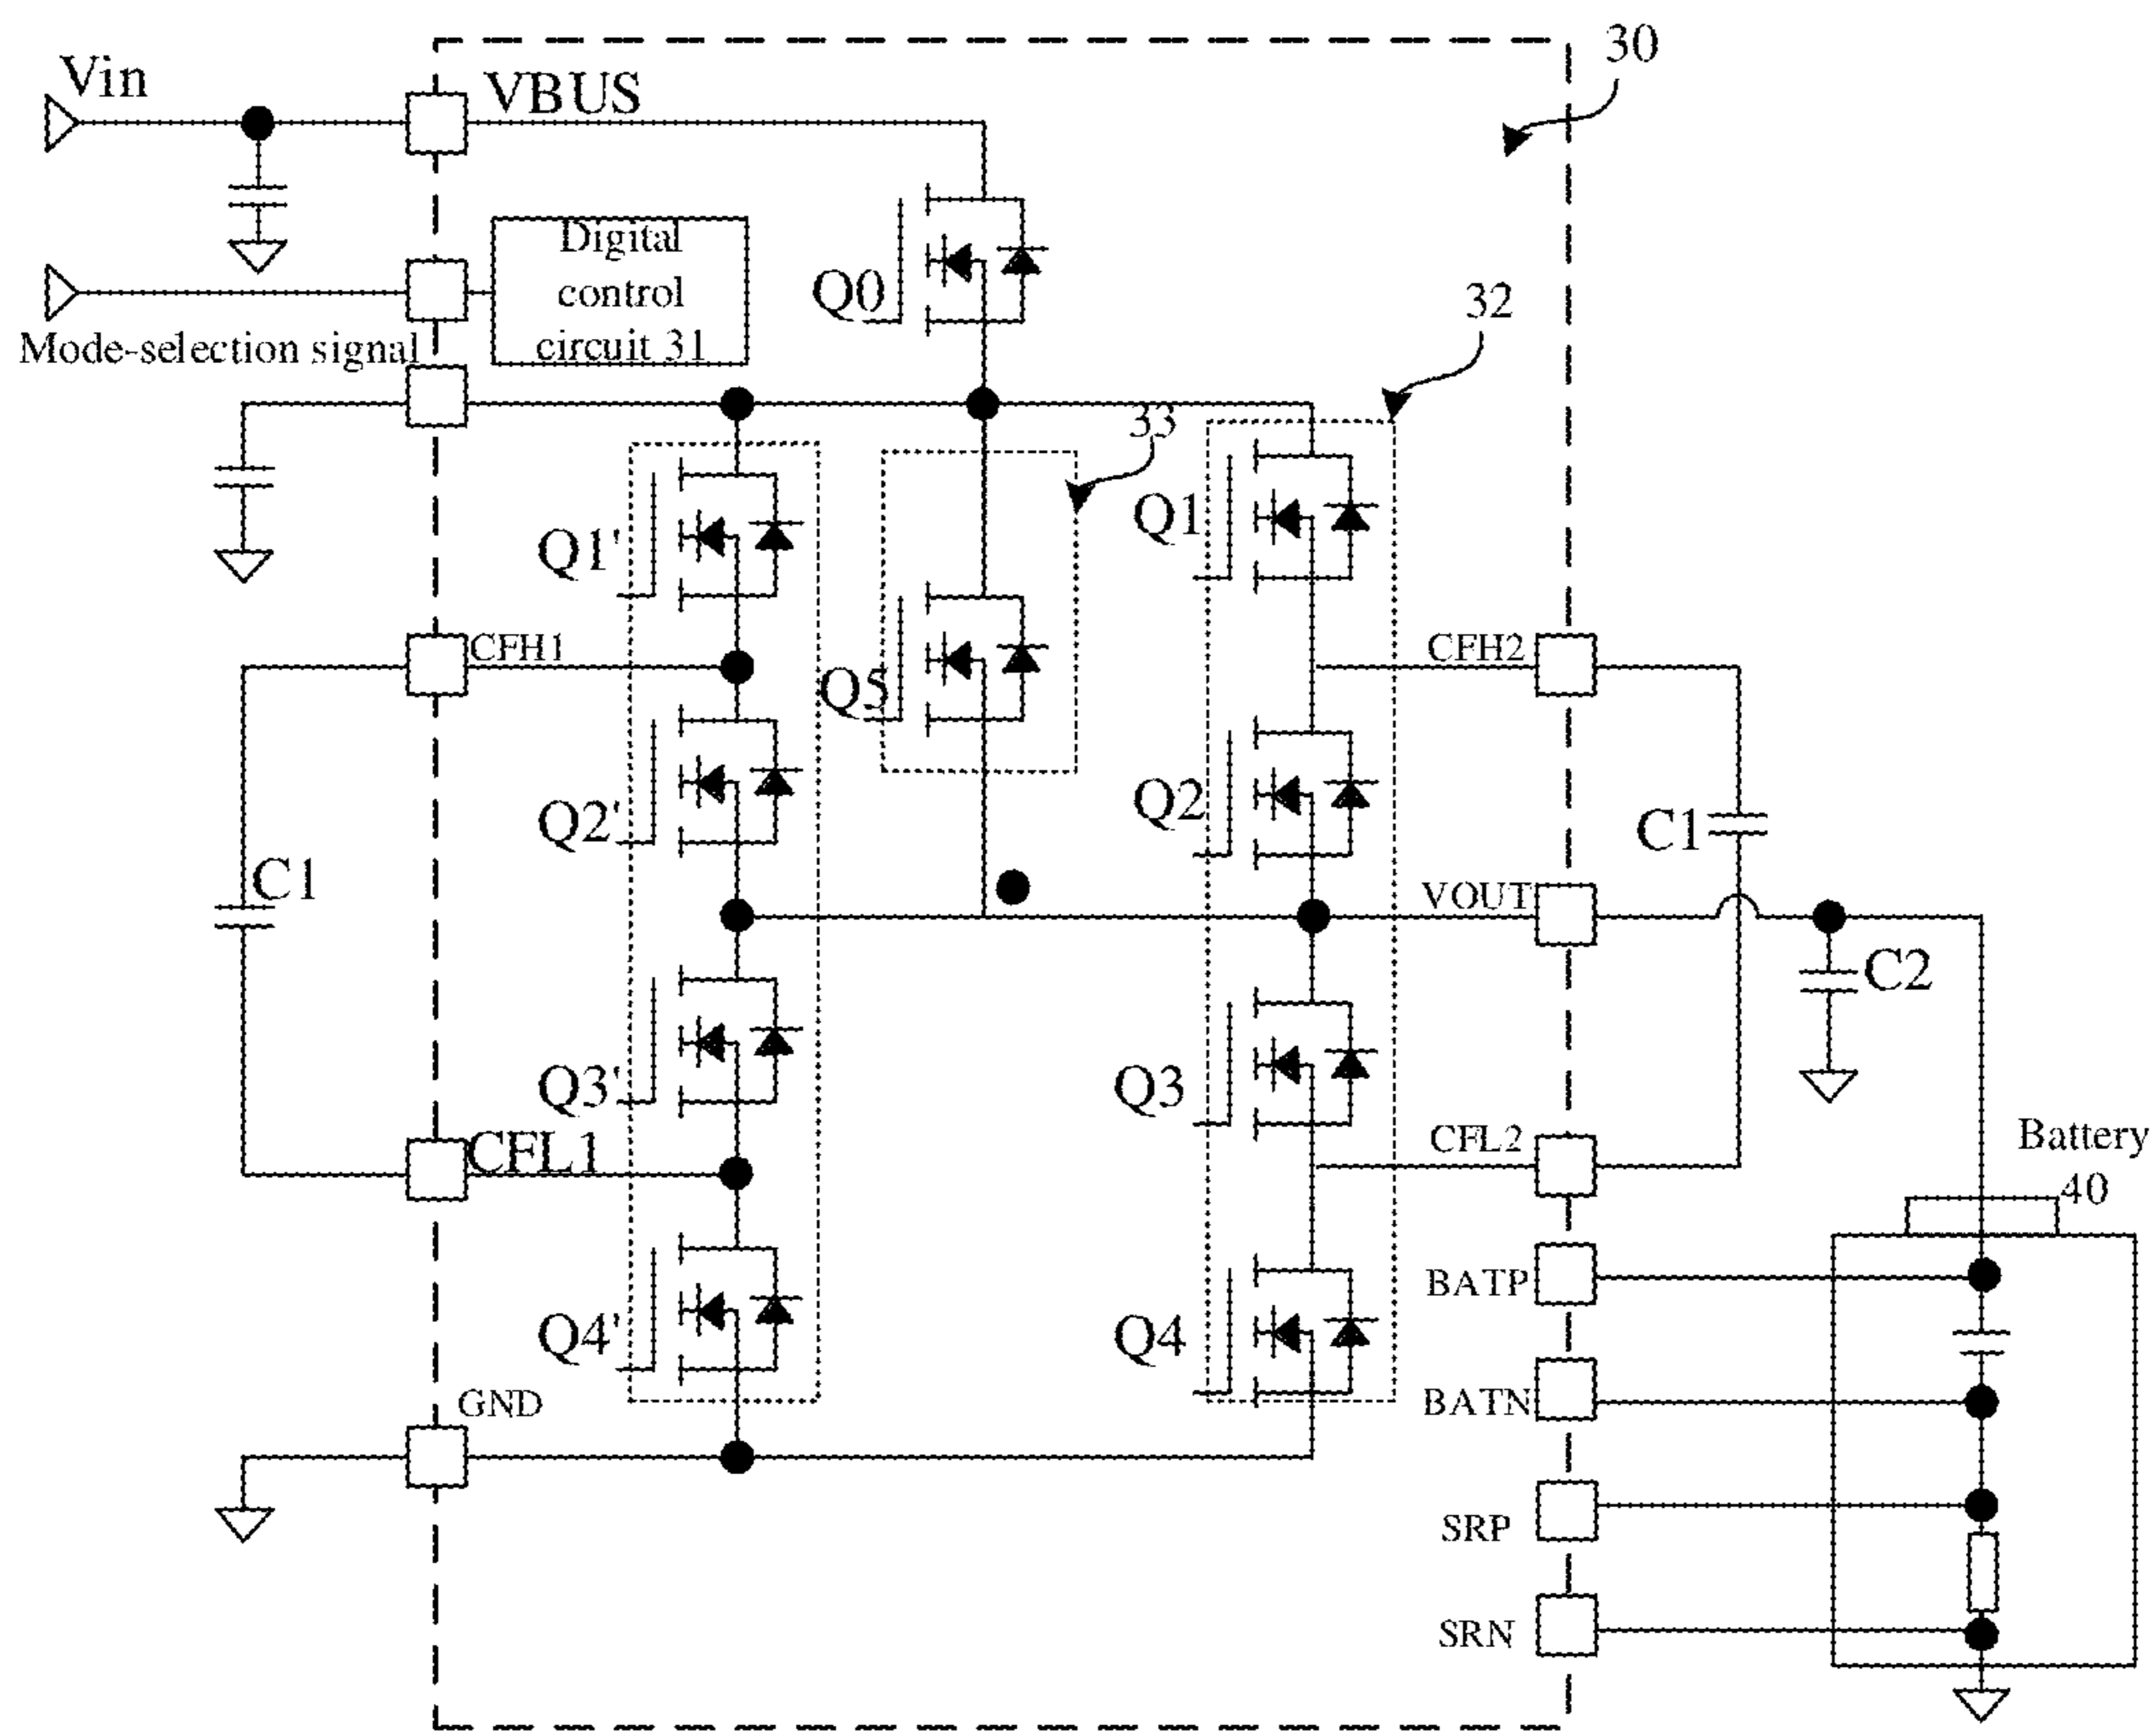 30
Vin
VBUS
Digital
control
circuit 31
Q0
32
Mode-selection signal
33
Q1'
Q1
CFH1
CFH2
Q5
Q2'
Q2
C1
C1
VOUT
C2
Q3'
Q3
CFL1
CFL2
Battery
40
BATP
Q4'
Q4
GND
BATN
SRP
SRN